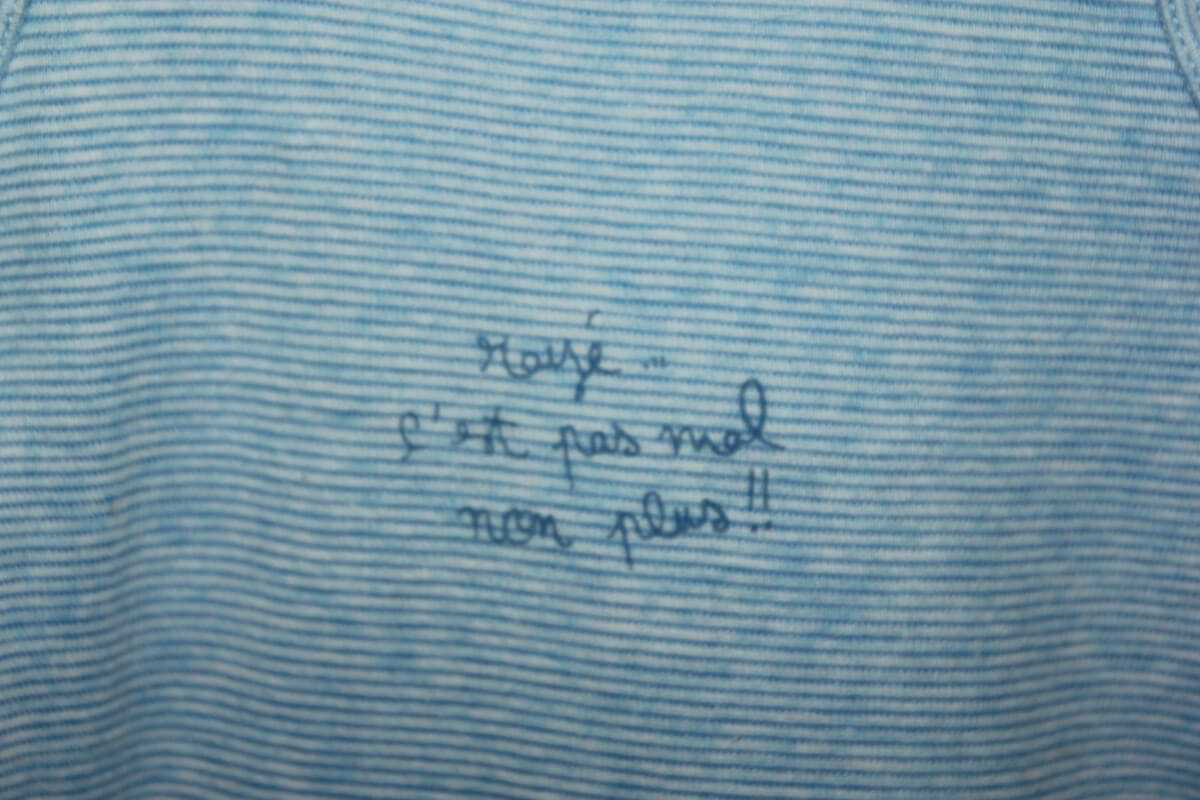 rayé...
ç'est pas mal
non plus!!